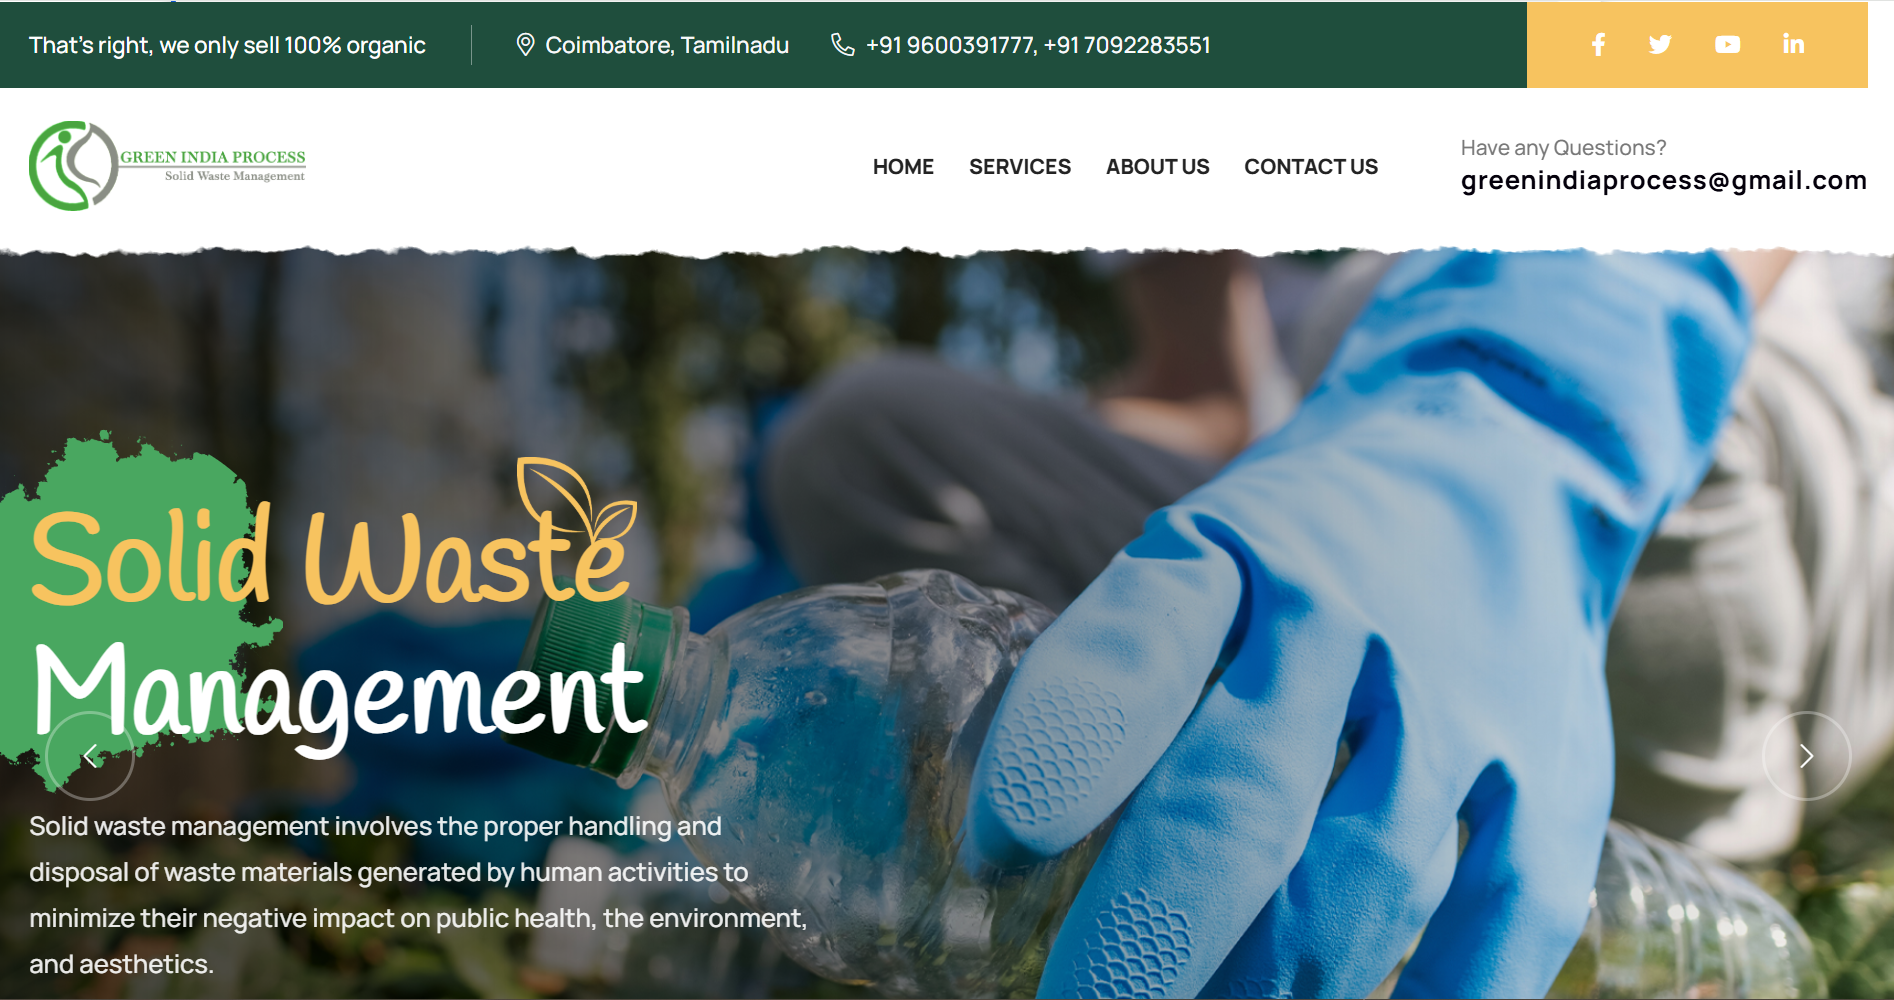 That's right, we only sell 100% organic
Coimbatore, Tamilnadu
+91 9600391777, +91 7092283551
GREEN INDIA PROCESS
Solid Waste Management
HOME SERVICES ABOUT US CONTACT US
Have any Questions?
greenindiaprocess@gmail.com
Solid Waste
Management
Solid waste management involves the proper handling and
disposal of waste materials generated by human activities to
minimize their negative impact on public health, the environment,
and aesthetics.